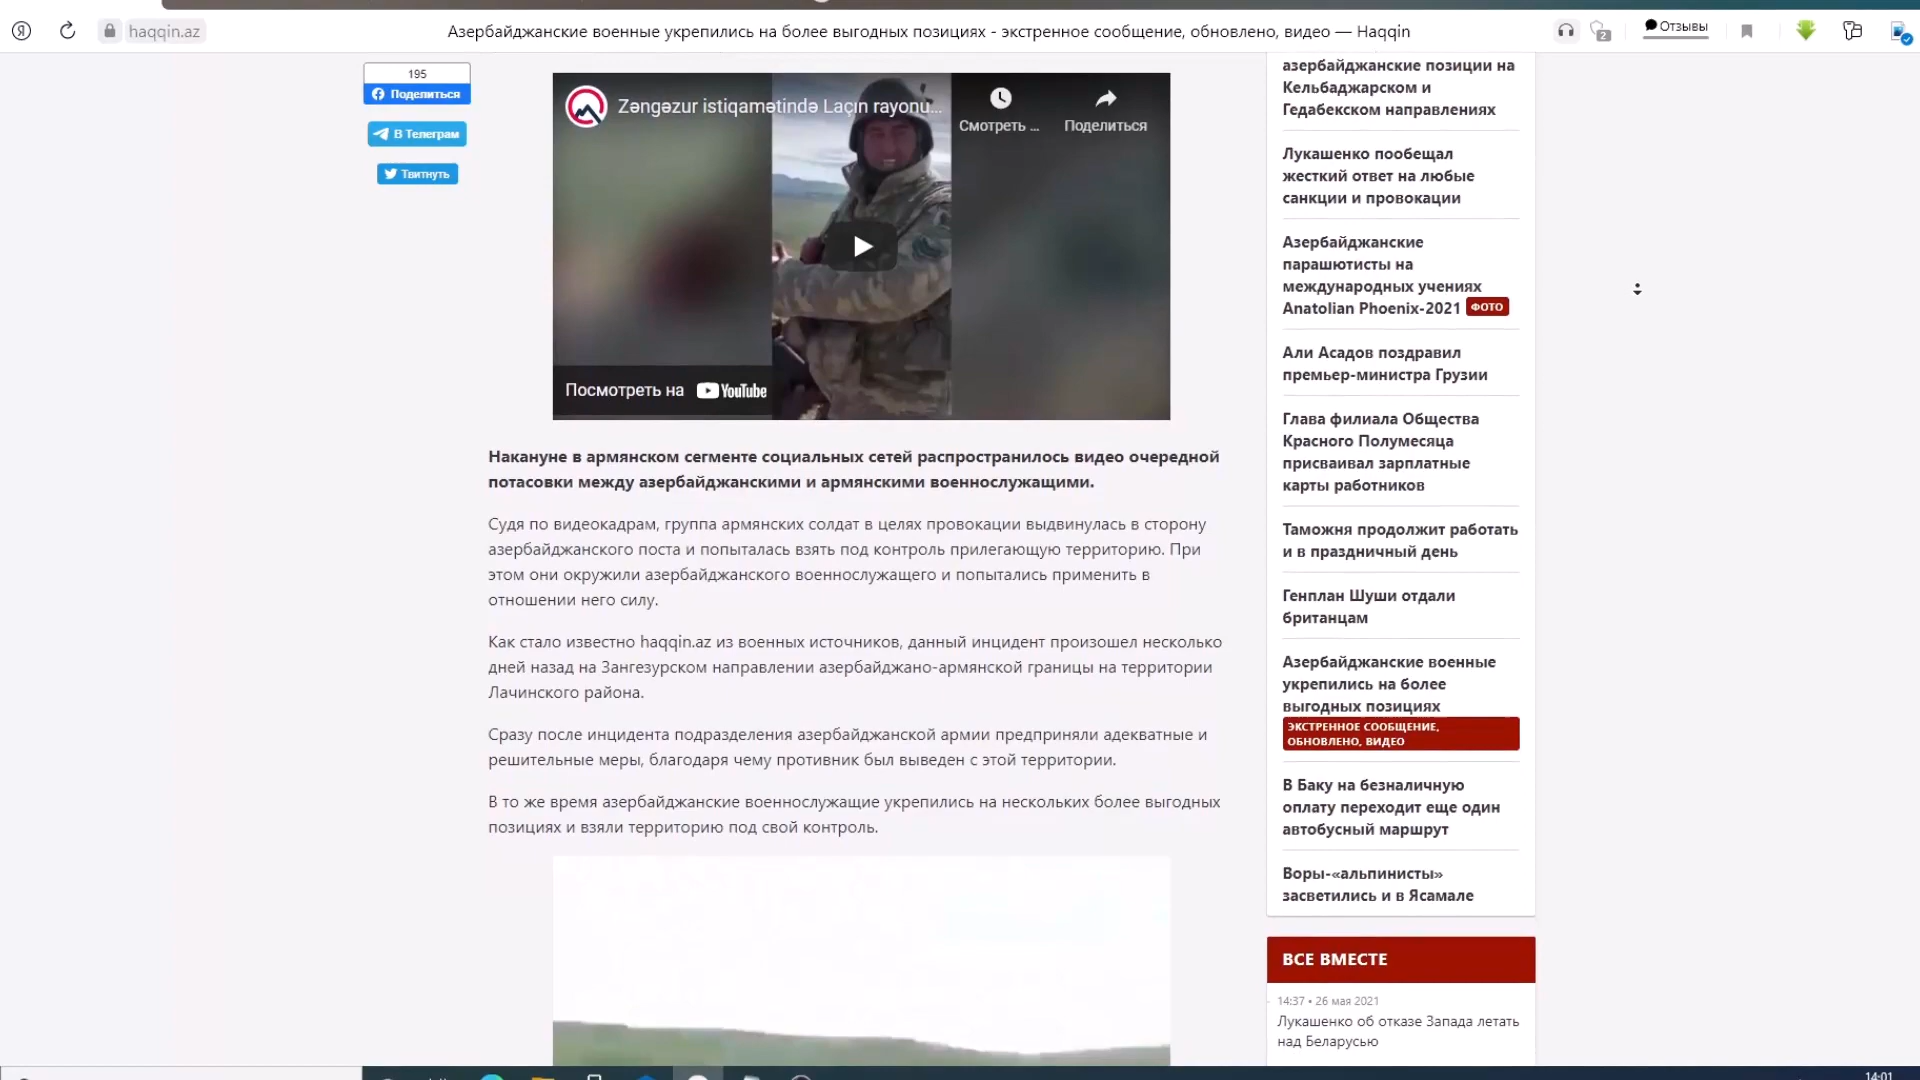 haqqin.az
Азербайджанские военные укрепились на более выгодных позициях - экстренное сообщение, обновлено, видео — Haqqin
2
Отзывы
195
Поделиться
В Телеграм
Твитнуть
Zəngəzur istiqamətində Laçın rayonu...
Смотреть ...
Поделиться
Посмотреть на YouTube
Накануне в армянском сегменте социальных сетей распространилось видео очередной
потасовки между азербайджанскими и армянскими военнослужащими.
Судя по видеокадрам, группа армянских солдат в целях провокации выдвинулась в сторону
азербайджанского поста и попыталась взять под контроль прилегающую территорию. При
этом они окружили азербайджанского военнослужащего и попытались применить в
отношении него силу.
Как стало известно haqqin.az из военных источников, данный инцидент произошел несколько
дней назад на Зангезурском направлении азербайджано-армянской границы на территории
Лачинского района.
Сразу после инцидента подразделения азербайджанской армии предприняли адекватные и
решительные меры, благодаря чему противник был выведен с этой территории.
В то же время азербайджанские военнослужащие укрепились на нескольких более выгодных
позициях и взяли территорию под свой контроль.
азербайджанские позиции на
Кельбаджарском и
Гедабекском направлениях
Лукашенко пообещал
жесткий ответ на любые
санкции и провокации
Азербайджанские
парашютисты на
международных учениях
Anatolian Phoenix-2021 ФОТО
Али Асадов поздравил
премьер-министра Грузии
Глава филиала Общества
Красного Полумесяца
присваивал зарплатные
карты работников
Таможня продолжит работать
и в праздничный день
Генплан Шуши отдали
британцам
Азербайджанские военные
укрепились на более
выгодных позициях
ЭКСТРЕННОЕ СООБЩЕНИЕ,
ОБНОВЛЕНО, ВИДЕО
В Баку на безналичную
оплату переходит еще один
автобусный маршрут
Воры-«альпинисты»
засветились и в Ясамале
ВСЕ ВМЕСТЕ
14:37 • 26 мая 2021
Лукашенко об отказе Запада летать
над Беларусью
14:01